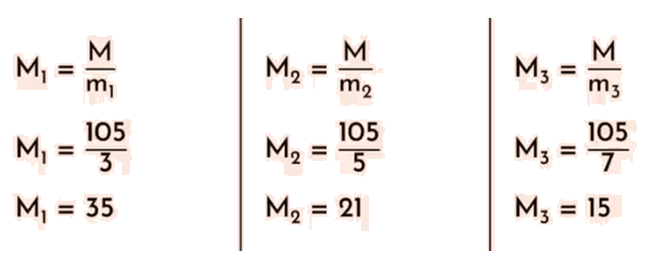 M₁ = M/m₁
M₁ = 105/3
M₁ = 35
M₂ = M/m₂
M₂ = 105/5
M₂ = 21
M₃ = M/m₃
M₃ = 105/7
M₃ = 15